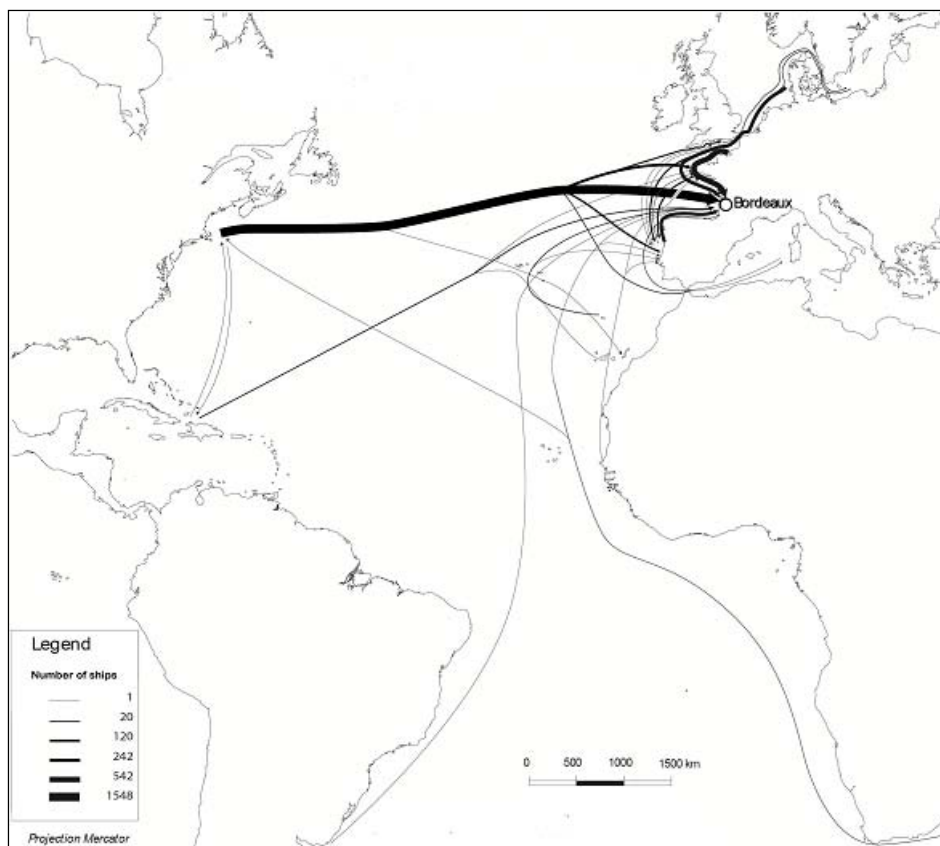 Bordeaux
Legend
Number of ships
1
20
120
242
542
1548
0 500 1000 1500 km
Projection Mercator